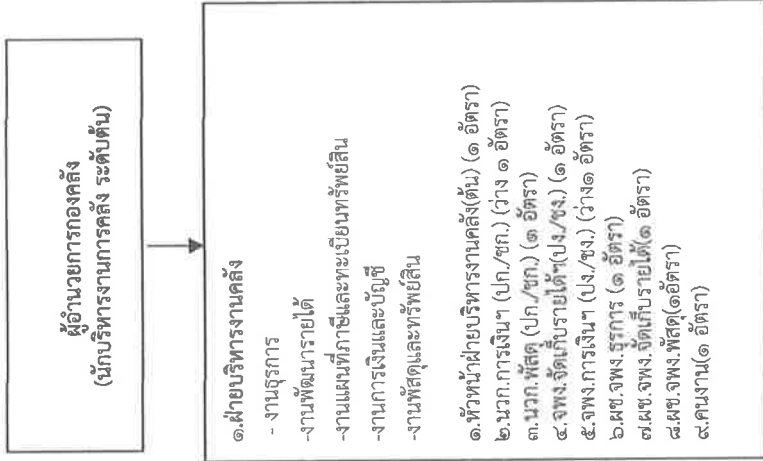 ผู้อำนวยการกองคลัง
(นักบริหารงานการคลัง ระดับต้น)
๑.ฝ่ายบริหารงานคลัง
- งานธุรการ
-งานพัฒนารายได้
-งานแผนที่ภาษีและทะเบียนทรัพย์สิน
-งานการเงินและบัญชี
-งานพัสดุและทรัพย์สิน
๑.หัวหน้าฝ่ายบริหารงานคลัง(ต้น) (๑ อัตรา)
๒.นวก.การเงินฯ (ปก./ชก.) (ว่าง ๑ อัตรา)
๓.นวก.พัสดุ (ปก./ชก.) (๑ อัตรา)
๔.จพง.จัดเก็บรายได้ฯ(ปง./ชง.) (๑ อัตรา)
๕.จพง.การเงินฯ (ปง./ชง.) (ว่าง๑ อัตรา)
๖.ผช.จพง.ธุรการ (๑ อัตรา)
๗.ผช.จพง.จัดเก็บรายได้(๑ อัตรา)
๘.ผช.จพง.พัสดุ(๑อัตรา)
๙.คนงาน(๑ อัตรา)